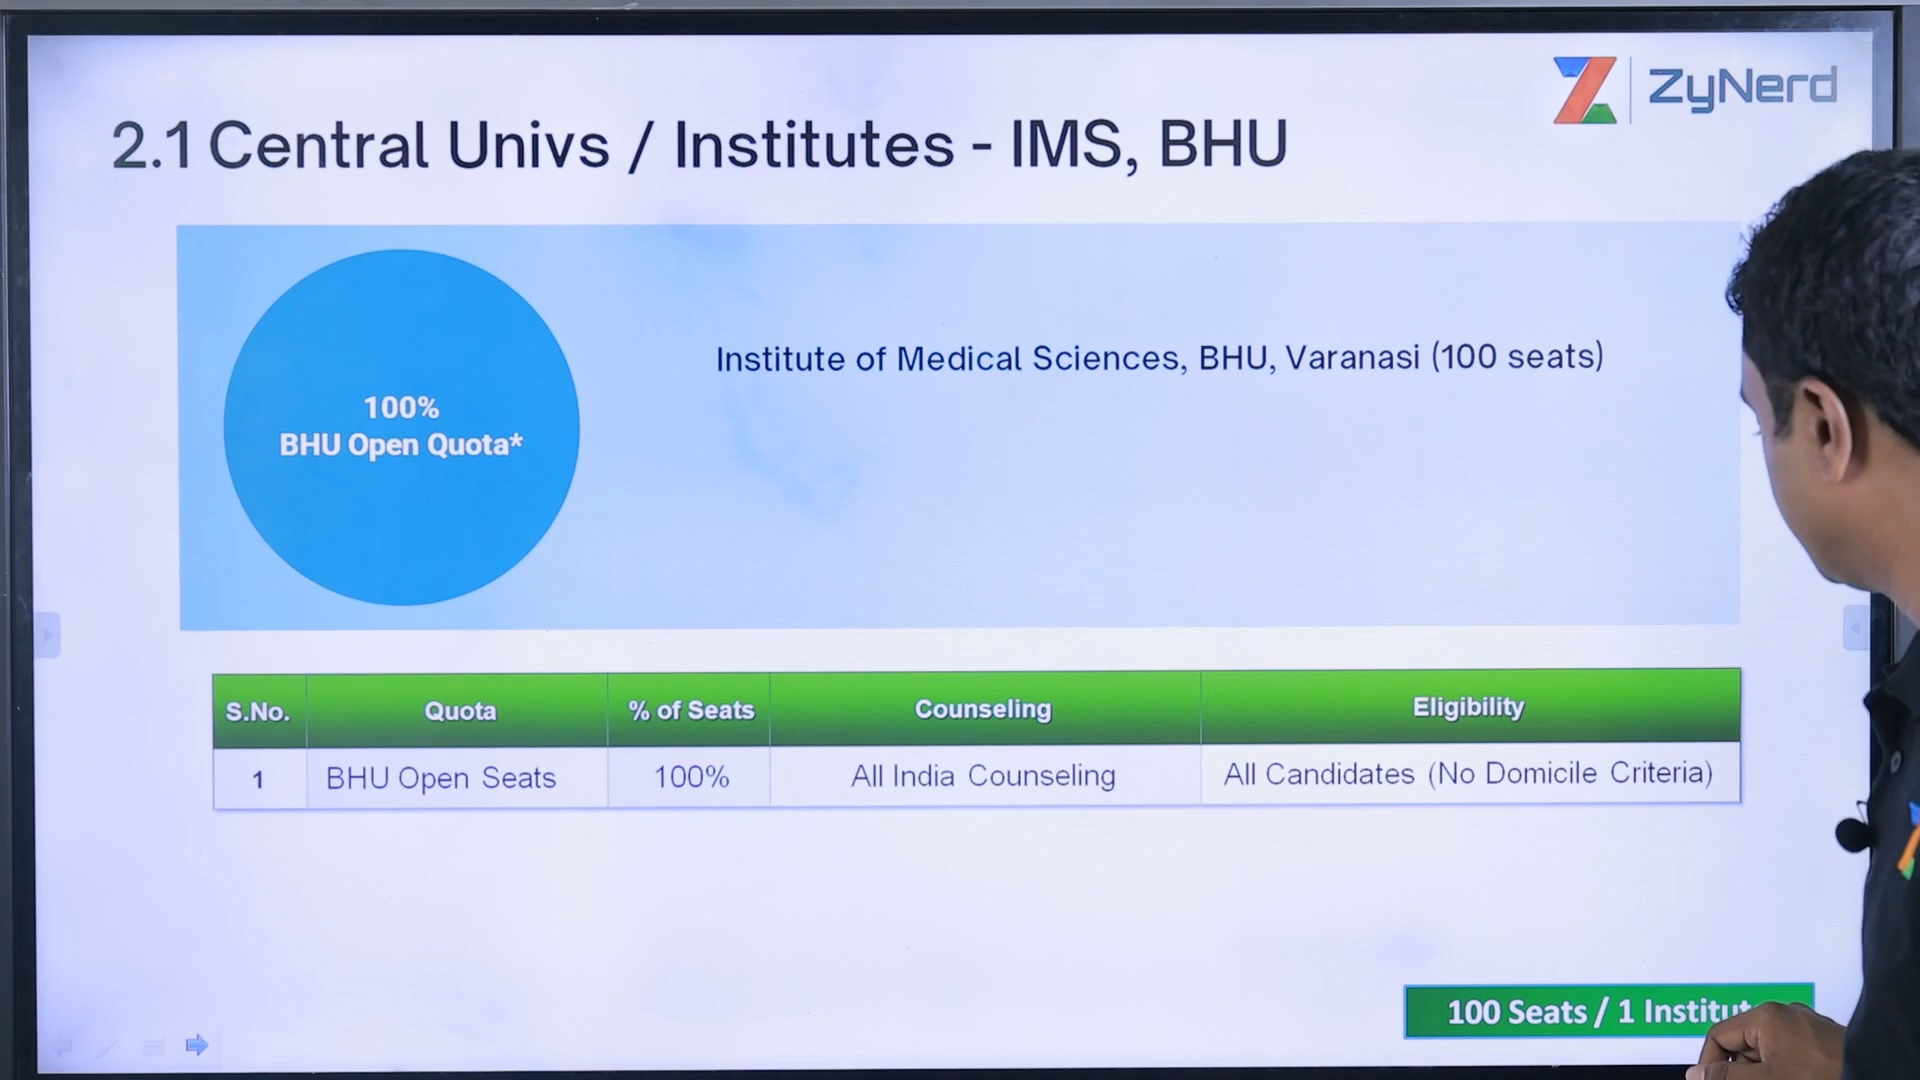 ZyNerd
2.1 Central Univs / Institutes - IMS, BHU
100%
BHU Open Quota*
Institute of Medical Sciences, BHU, Varanasi (100 seats)
S.No. Quota % of Seats Counseling Eligibility
1 BHU Open Seats 100% All India Counseling All Candidates (No Domicile Criteria)
100 Seats / 1